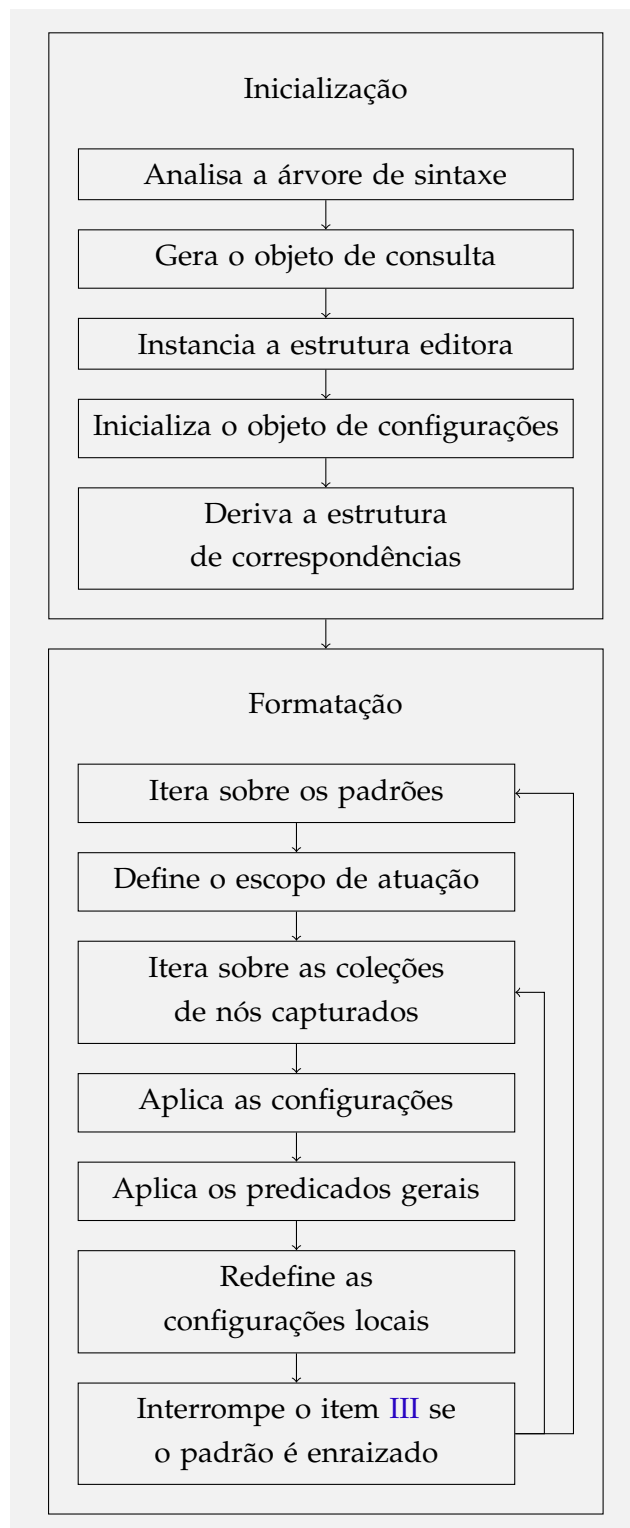 Inicialização
Analisa a árvore de sintaxe
Gera o objeto de consulta
Instancia a estrutura editora
Inicializa o objeto de configurações
Deriva a estrutura
de correspondências
Formatação
Itera sobre os padrões
Define o escopo de atuação
Itera sobre as coleções
de nós capturados
Aplica as configurações
Aplica os predicados gerais
Redefine as
configurações locais
Interrompe o item III se
o padrão é enraizado